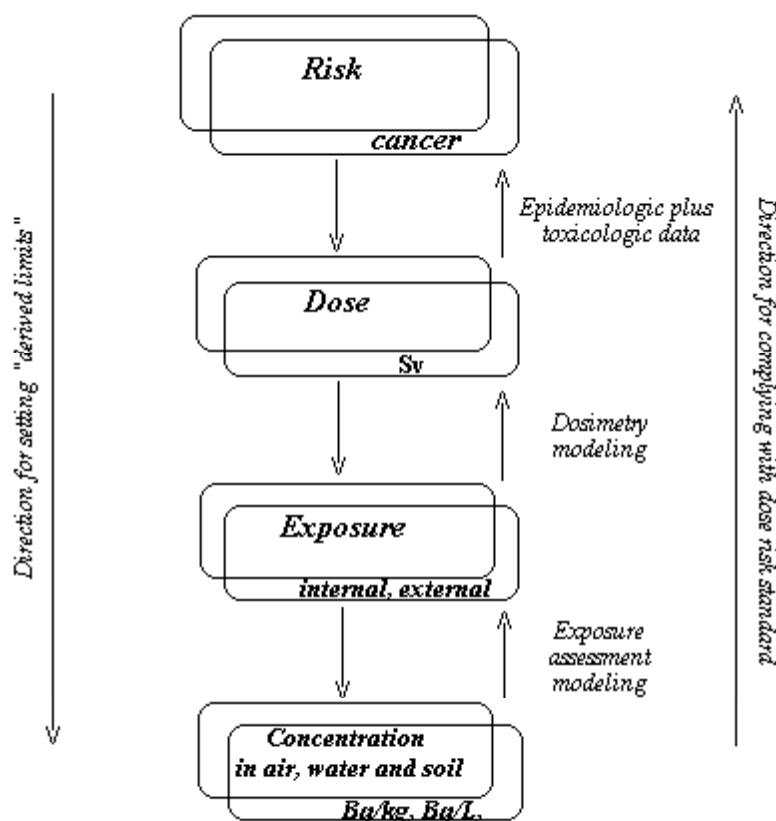 Risk
cancer
Epidemiologic plus
toxicologic data
Dose
Sv
Dosimetry
modeling
Exposure
internal, external
Exposure
assessment
modeling
Concentration
in air, water and soil
Bq/kg, Bq/L,
Direction for setting "derived limits"
Direction for complying with dose risk standard